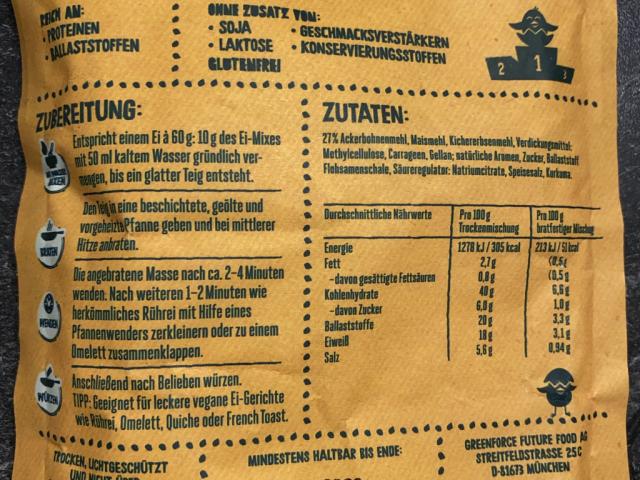 REICH AN:
• PROTEINEN
• BALLASTSTOFFEN
OHNE ZUSATZ VON:
• SOJA
• LAKTOSE
• GESCHMACKSVERSTÄRKERN
• KONSERVIERUNGSSTOFFEN
GLUTENFREI
2 1 3
ZUBEREITUNG:
Entspricht einem Ei à 60 g: 10 g des Ei-Mixes
mit 50 ml kaltem Wasser gründlich ver-
mengen, bis ein glatter Teig entsteht.
BRATEN
Den Teig in eine beschichtete, geölte und
vorgeheizte Pfanne geben und bei mittlerer
Hitze anbraten.
WENDEN
Die angebratene Masse nach ca. 2–4 Minuten
wenden. Nach weiteren 1–2 Minuten wie
herkömmliches Rührei mit Hilfe eines
Pfannenwenders zerkleinern oder zu einem
Omelett zusammenklappen.
WÜRZEN
Anschließend nach Belieben würzen.
TIPP: Geeignet für leckere vegane Ei-Gerichte
wie Rührei, Omelett, Quiche oder French Toast.
ZUTATEN:
27% Ackerbohnenmehl, Maismehl, Kichererbsenmehl, Verdickungsmittel:
Methylcellulose, Carrageen, Gellan; natürliche Aromen, Zucker, Ballaststoff
Flohsamenschale, Säureregulator: Natriumcitrate, Speisesalz, Kurkuma.
Durchschnittliche Nährwerte Pro 100 g Trockenmischung Pro 100 g bratfertiger Mischung
Energie 1278 kJ / 305 kcal 213 kJ / 51 kcal
Fett 2,7 g <0,5 g
– davon gesättigte Fettsäuren 0,8 g <0,5 g
Kohlenhydrate 40 g 6,6 g
– davon Zucker 6,0 g 1,0 g
Ballaststoffe 20 g 3,3 g
Eiweiß 18 g 3,1 g
Salz 5,6 g 0,94 g
TROCKEN, LICHTGESCHÜTZT
UND NICHT ÜBER
MINDESTENS HALTBAR BIS ENDE:
GREENFORCE FUTURE FOOD AG
STREITFELDSTRASSE 25C
D-81673 MÜNCHEN